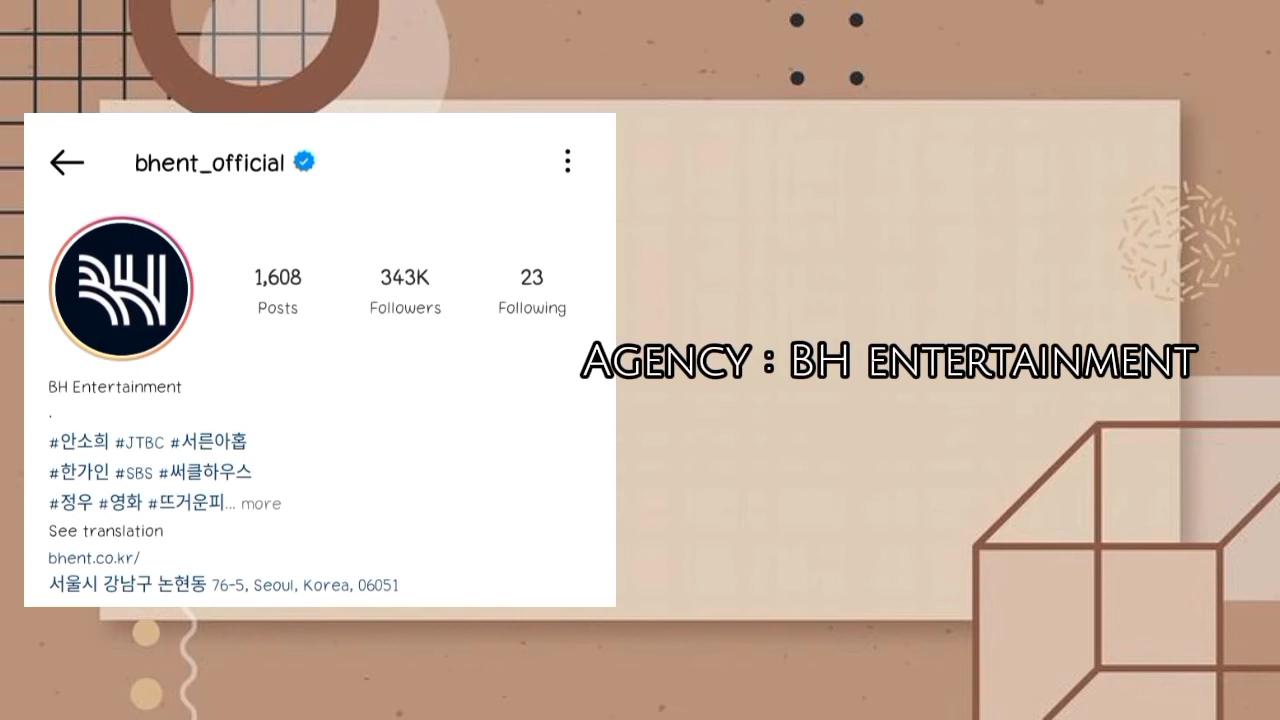 bhent_official
BH
1,608 343K 23
Posts Followers Following
BH Entertainment
.
#안소희 #JTBC #서른아홉
#한가인 #SBS #써클하우스
#정우 #영화 #뜨거운피... more
See translation
bhent.co.kr/
서울시 강남구 논현동 76-5, Seoul, Korea, 06051
AGENCY : BH ENTERTAINMENT